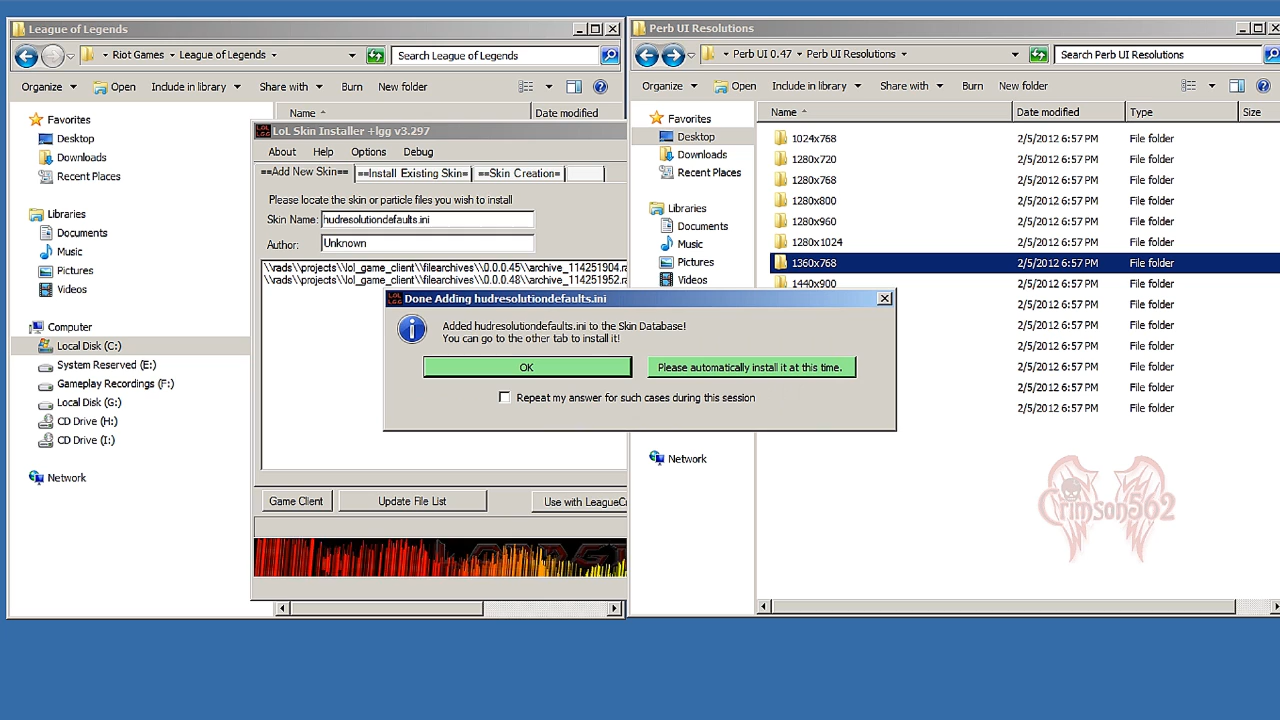 League of Legends
Riot Games
League of Legends
Search League of Legends
Organize
Open
Include in library
Share with
Burn
New folder
Favorites
Desktop
Downloads
Recent Places
Libraries
Documents
Music
Pictures
Videos
Computer
Local Disk (C:)
System Reserved (E:)
Gameplay Recordings (F:)
Local Disk (G:)
CD Drive (H:)
CD Drive (I:)
Network
Name
Date modified
LoL Skin Installer +lgg v3.297
About Help Options Debug
==Add New Skin== ==Install Existing Skin= ==Skin Creation=
Please locate the skin or particle files you wish to install
Skin Name: hudresolutiondefaults.ini
Author: Unknown
\\rads\\projects\\lol_game_client\\filearchives\\0.0.0.45\\archive_114251904.ra
\\rads\\projects\\lol_game_client\\filearchives\\0.0.0.48\\archive_114251952.ra
Game Client
Update File List
Use with LeagueC
Done Adding hudresolutiondefaults.ini
Added hudresolutiondefaults.ini to the Skin Database!
You can go to the other tab to install it!
OK
Please automatically install it at this time.
Repeat my answer for such cases during this session
Perb UI Resolutions
Perb UI 0.47
Perb UI Resolutions
Search Perb UI Resolutions
Organize
Open
Include in library
Share with
Burn
New folder
Favorites
Desktop
Downloads
Recent Places
Libraries
Documents
Music
Pictures
Videos
Network
Name Date modified Type Size
1024x768 2/5/2012 6:57 PM File folder
1280x720 2/5/2012 6:57 PM File folder
1280x768 2/5/2012 6:57 PM File folder
1280x800 2/5/2012 6:57 PM File folder
1280x960 2/5/2012 6:57 PM File folder
1280x1024 2/5/2012 6:57 PM File folder
1360x768 2/5/2012 6:57 PM File folder
1440x900 2/5/2012 6:57 PM File folder
2/5/2012 6:57 PM File folder
2/5/2012 6:57 PM File folder
2/5/2012 6:57 PM File folder
2/5/2012 6:57 PM File folder
2/5/2012 6:57 PM File folder
2/5/2012 6:57 PM File folder
Crimson562